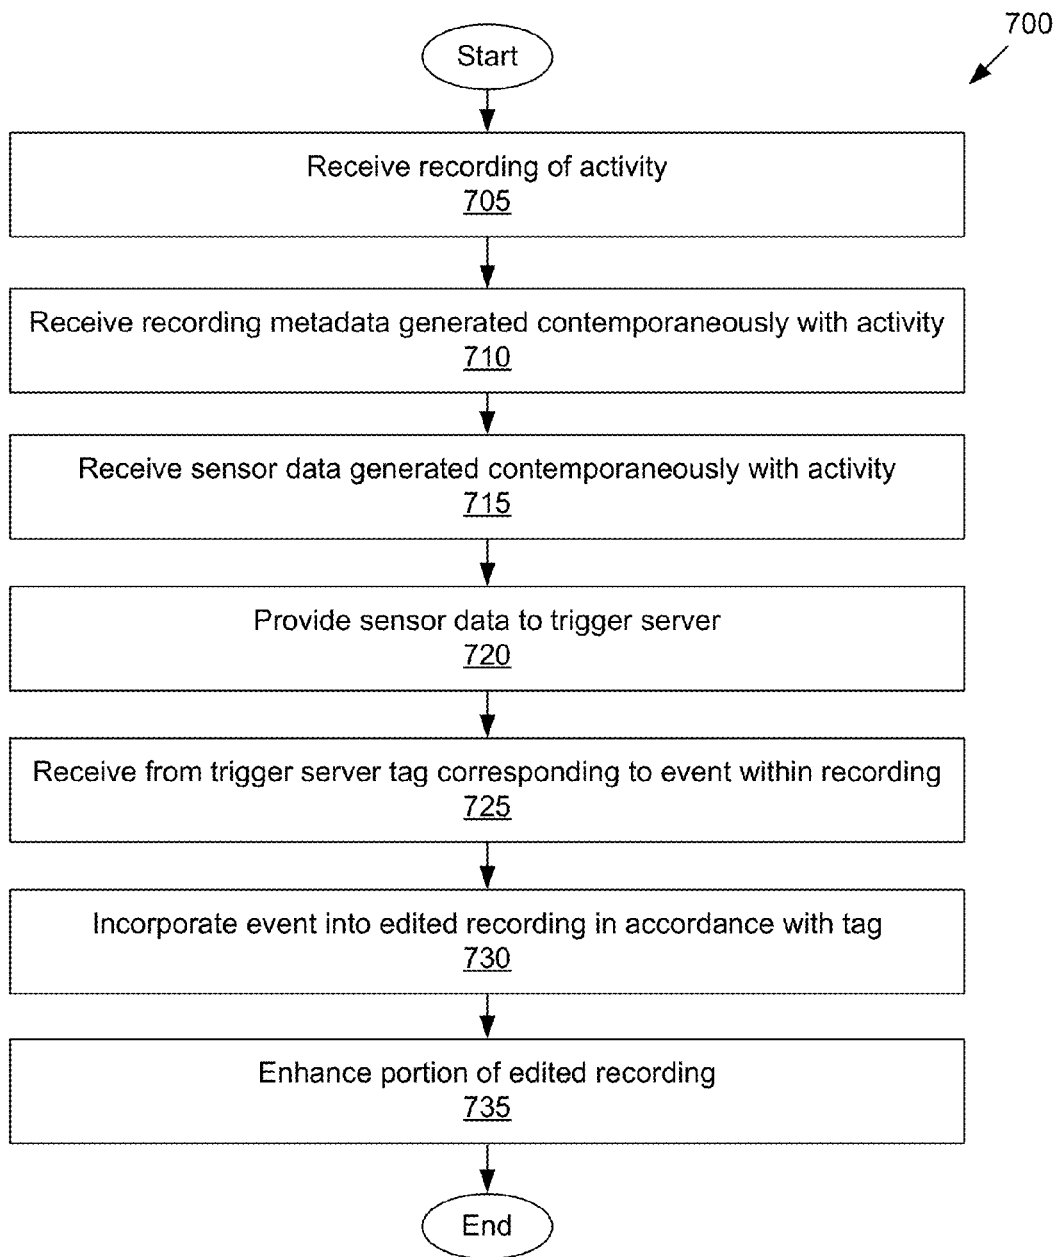 700
Start
Receive recording of activity
705
Receive recording metadata generated contemporaneously with activity
710
Receive sensor data generated contemporaneously with activity
715
Provide sensor data to trigger server
720
Receive from trigger server tag corresponding to event within recording
725
Incorporate event into edited recording in accordance with tag
730
Enhance portion of edited recording
735
End